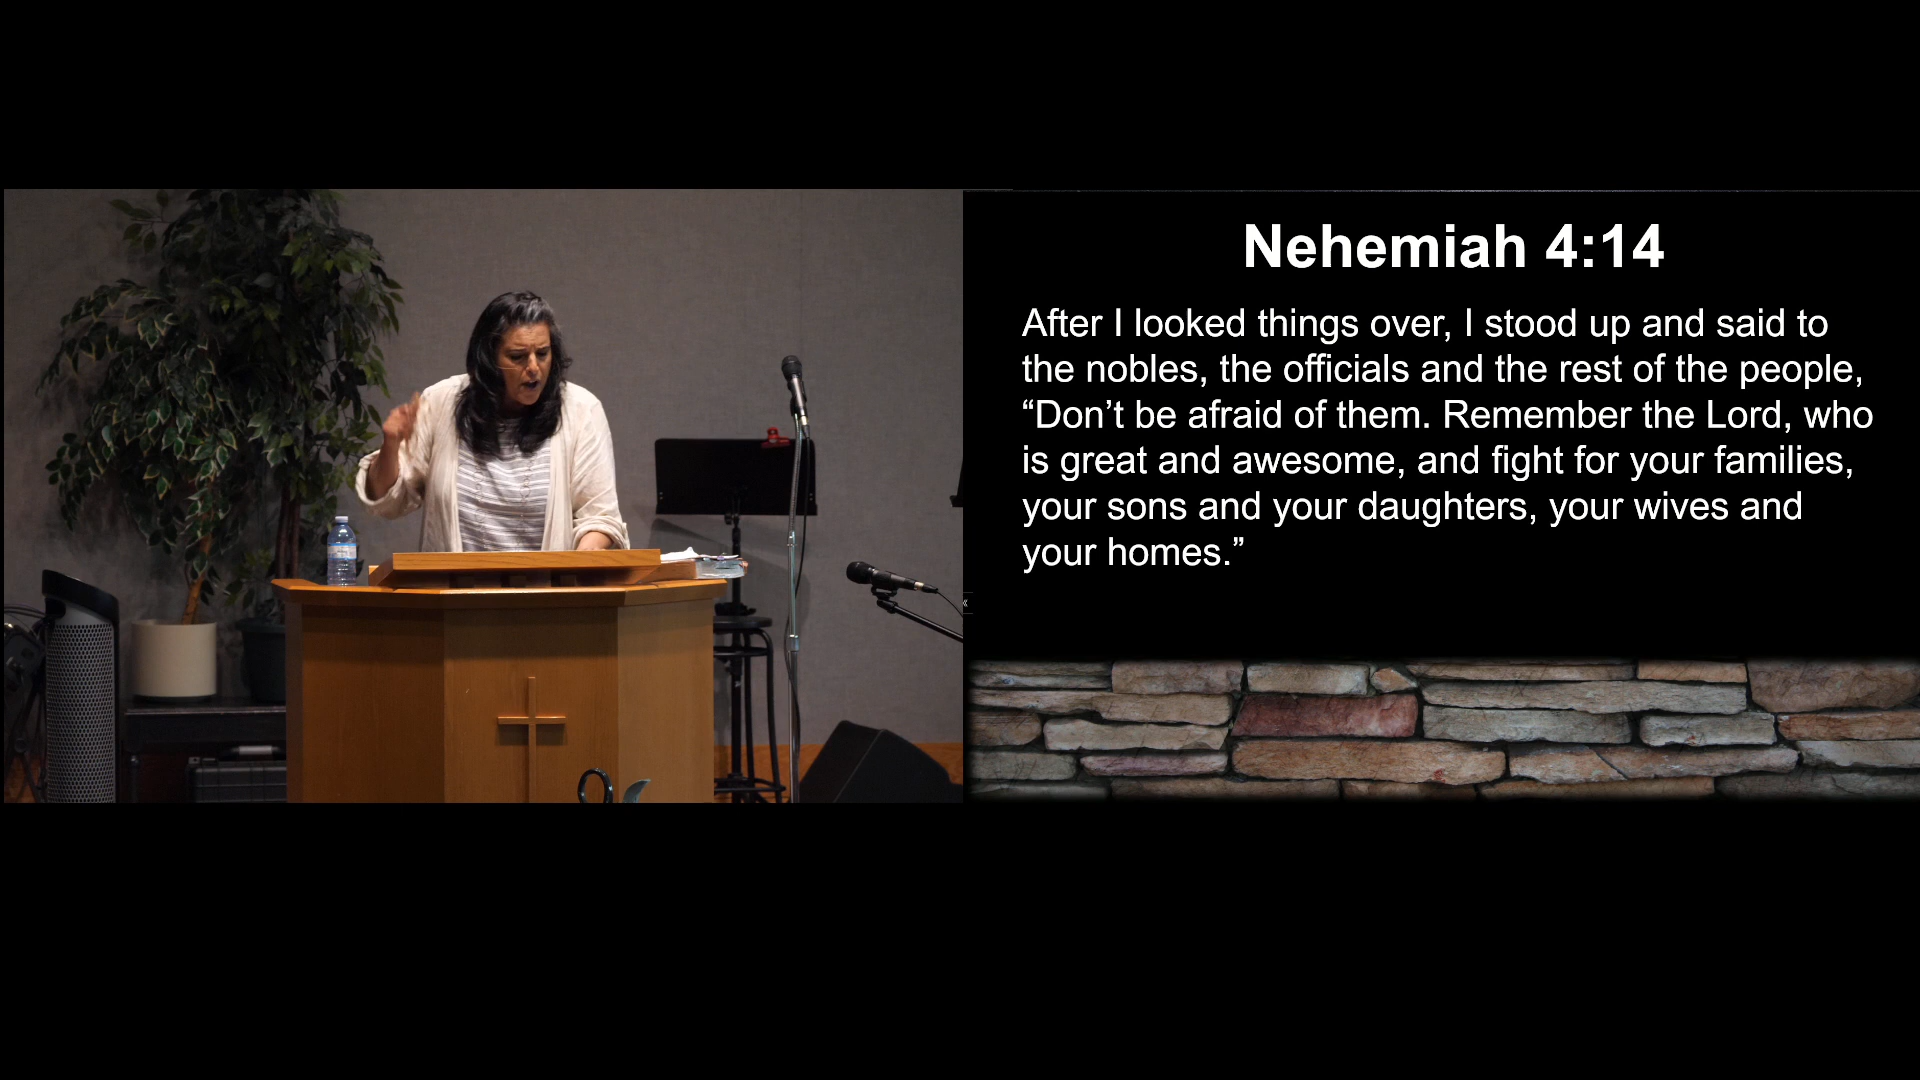 Nehemiah 4:14
After I looked things over, I stood up and said to
the nobles, the officials and the rest of the people,
“Don’t be afraid of them. Remember the Lord, who
is great and awesome, and fight for your families,
your sons and your daughters, your wives and
your homes.”